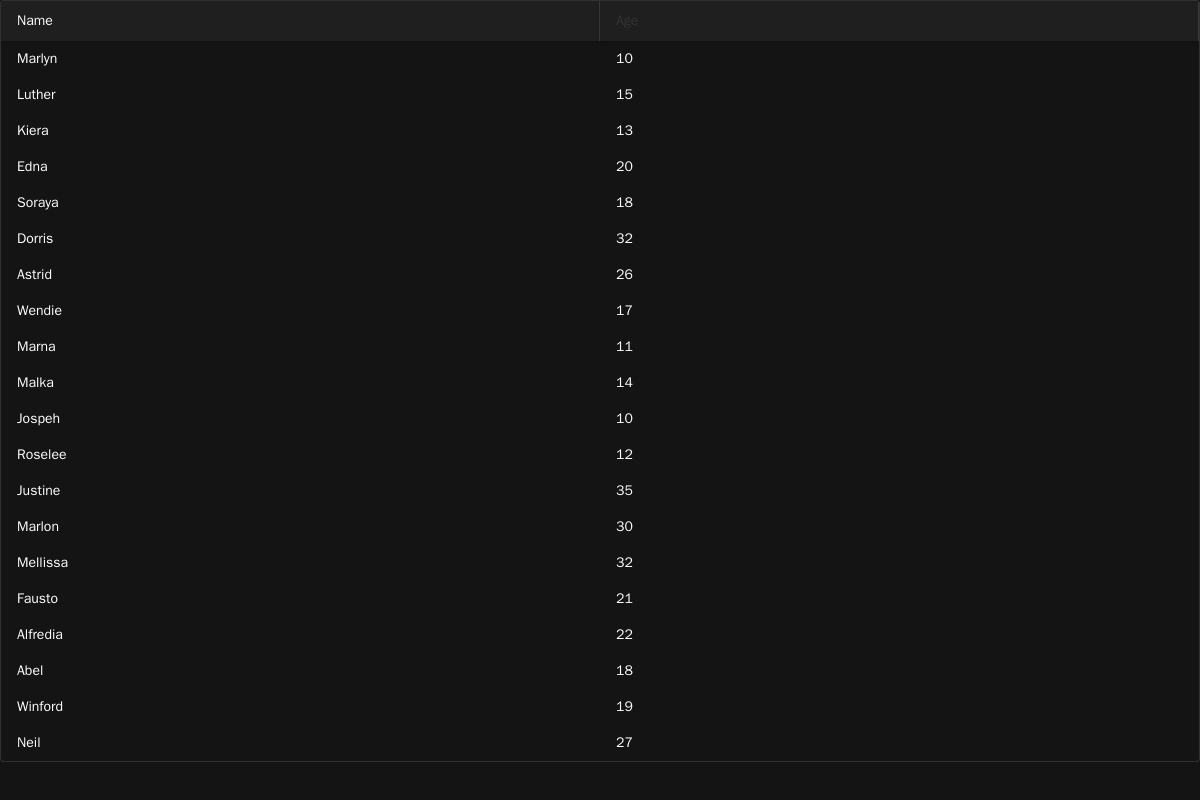 Name Age
Marlyn 10
Luther 15
Kiera 13
Edna 20
Soraya 18
Dorris 32
Astrid 26
Wendie 17
Marna 11
Malka 14
Jospeh 10
Roselee 12
Justine 35
Marlon 30
Mellissa 32
Fausto 21
Alfredia 22
Abel 18
Winford 19
Neil 27